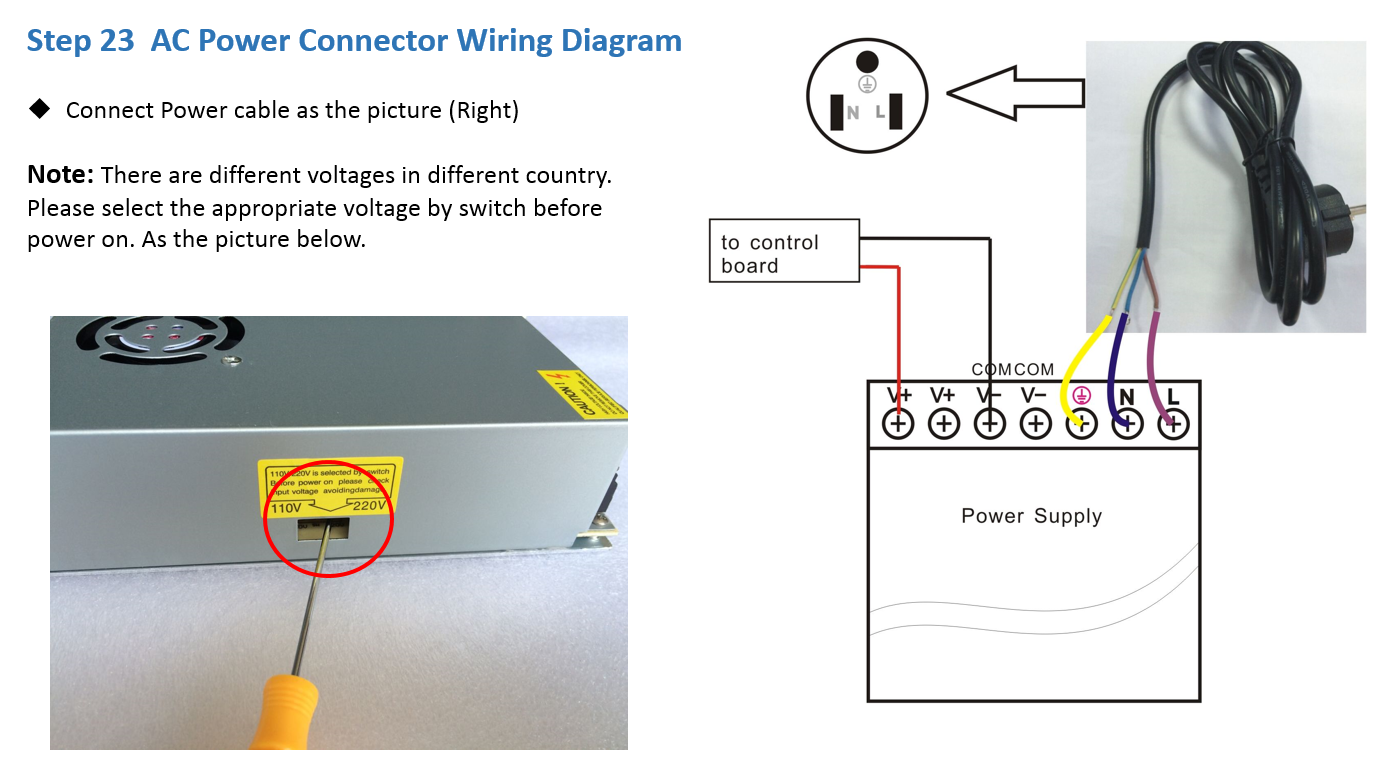 Step 23 AC Power Connector Wiring Diagram
◆ Connect Power cable as the picture (Right)
Note: There are different voltages in different country.
Please select the appropriate voltage by switch before
power on. As the picture below.
CAUTION !
110V/220V is selected by switch
Before power on please check
input voltage avoidingdamage
110V 220V
N L
to control
board
COM COM
V+ V+ V− V− N L
Power Supply